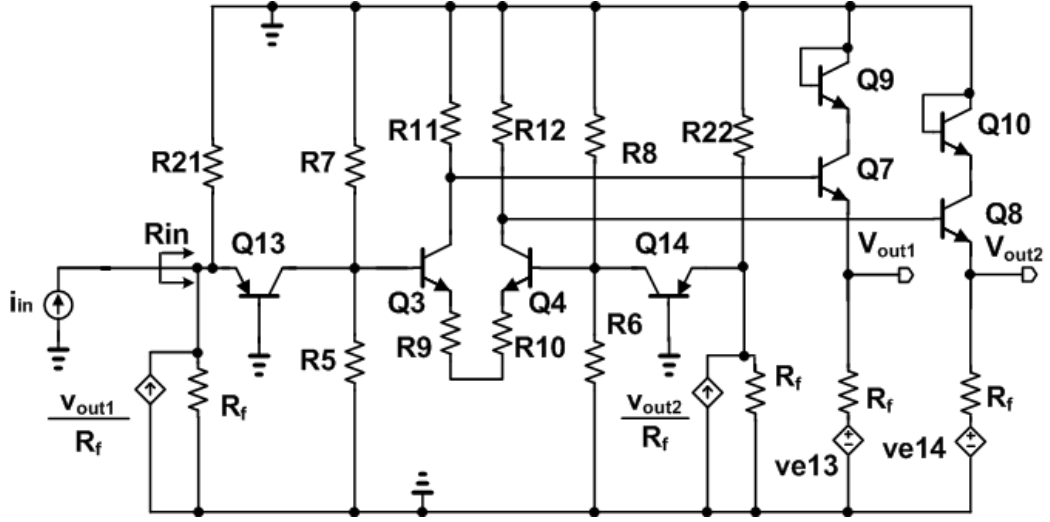 Q9
R11
R12
R22
Q10
R21
R7
R8
Q7
Rin
Q13
Q14
Q8
Vout1
Vout2
iin
Q3
Q4
R6
R9
R10
R5
vout1
Rf
Rf
vout2
Rf
Rf
Rf
Rf
ve13
ve14